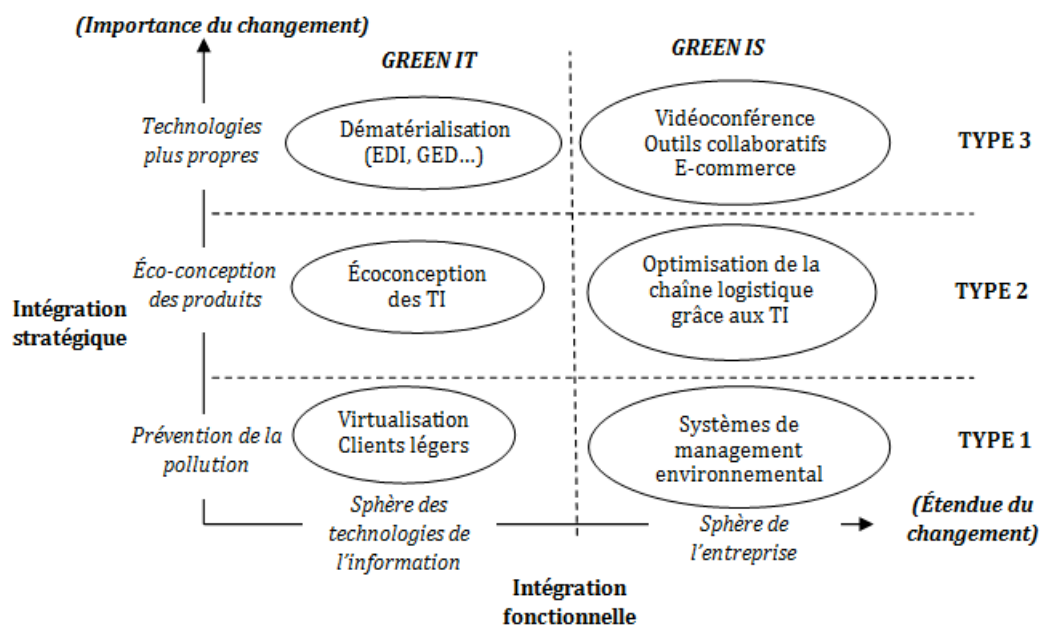 (Importance du changement)
GREEN IT
GREEN IS
Technologies
plus propres
Dématérialisation
(EDI, GED...)
Vidéoconférence
Outils collaboratifs
E-commerce
TYPE 3
Éco-conception
des produits
Écoconception
des TI
Optimisation de la
chaîne logistique
grâce aux TI
TYPE 2
Intégration
stratégique
Prévention de la
pollution
Virtualisation
Clients légers
Systèmes de
management
environnemental
TYPE 1
Sphère des
technologies de
l'information
Sphère de
l'entreprise
(Étendue du
changement)
Intégration
fonctionnelle